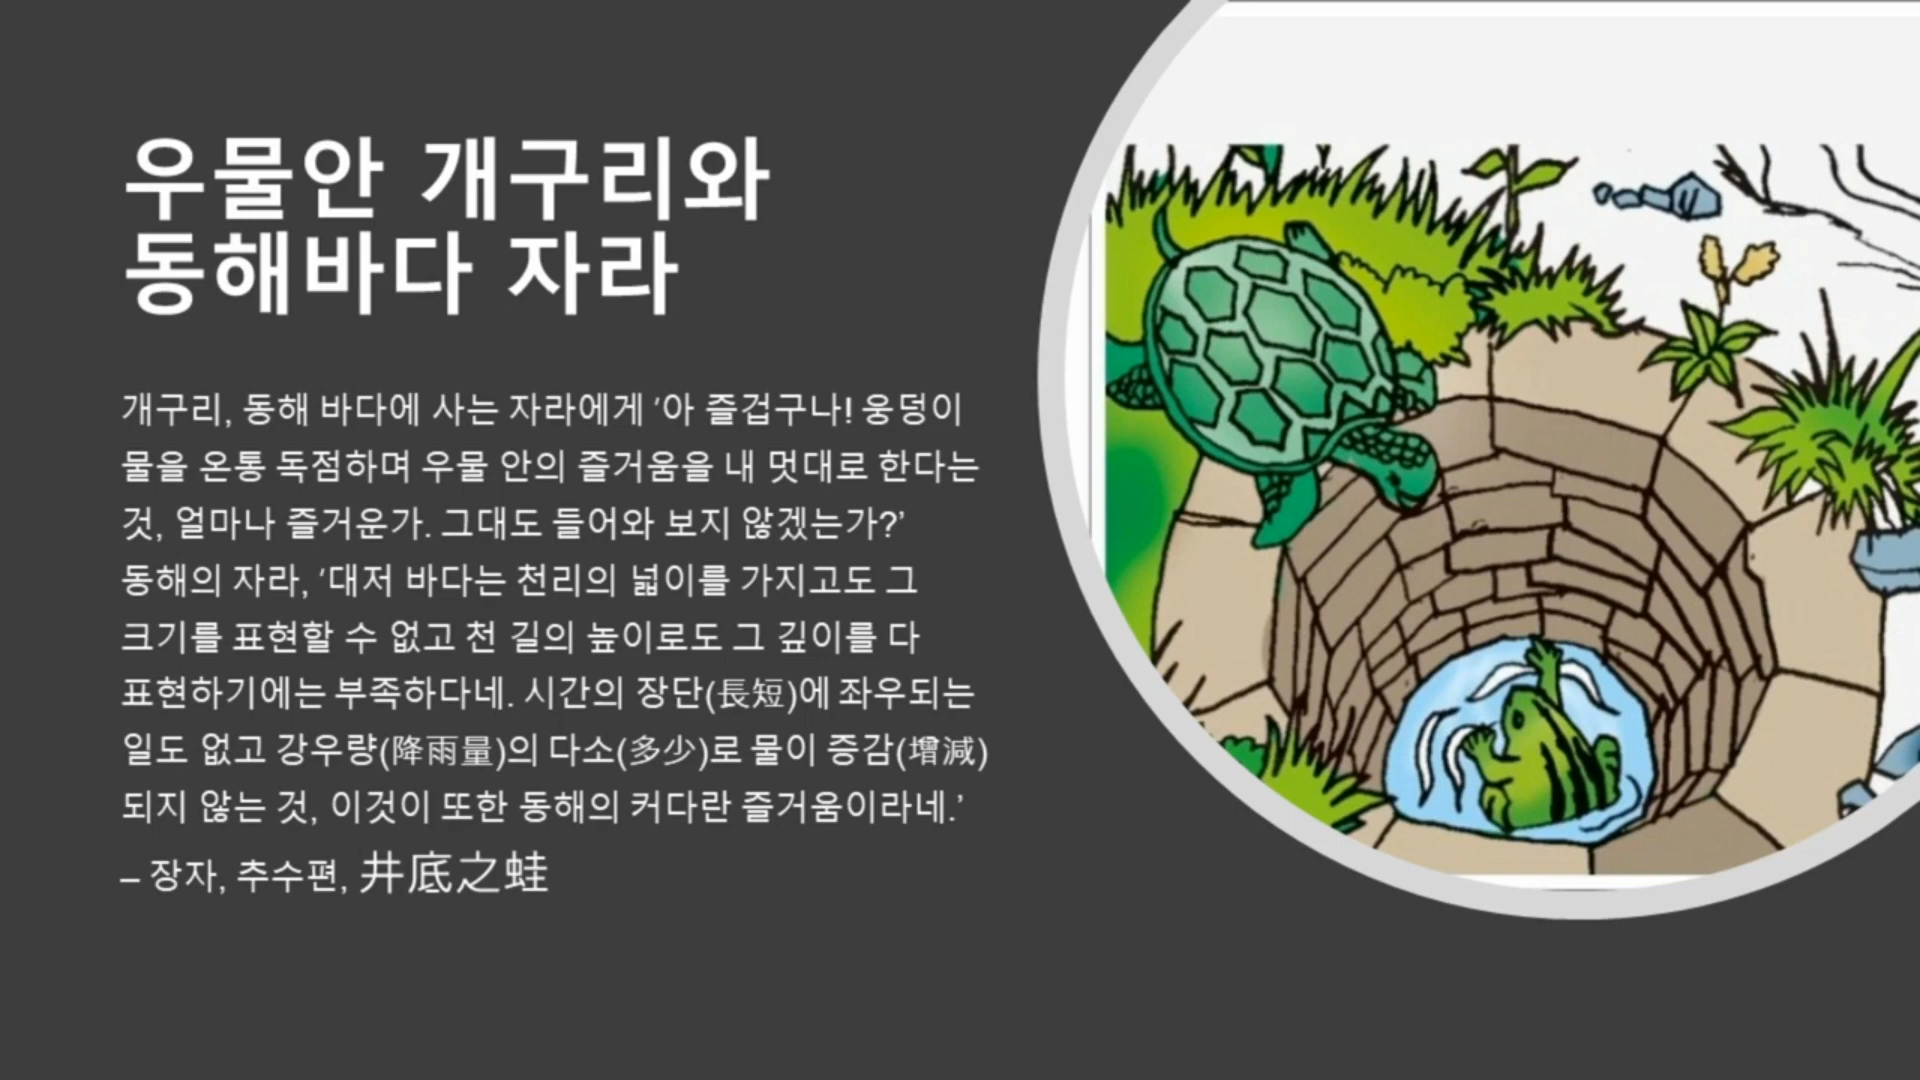 우물안 개구리와
동해바다 자라
개구리, 동해 바다에 사는 자라에게 ‘아 즐겁구나! 웅덩이
물을 온통 독점하며 우물 안의 즐거움을 내 멋대로 한다는
것, 얼마나 즐거운가. 그대도 들어와 보지 않겠는가?’
동해의 자라, ‘대저 바다는 천리의 넓이를 가지고도 그
크기를 표현할 수 없고 천 길의 높이로도 그 깊이를 다
표현하기에는 부족하다네. 시간의 장단(長短)에 좌우되는
일도 없고 강우량(降雨量)의 다소(多少)로 물이 증감(增減)
되지 않는 것, 이것이 또한 동해의 커다란 즐거움이라네.’
– 장자, 추수편, 井底之蛙